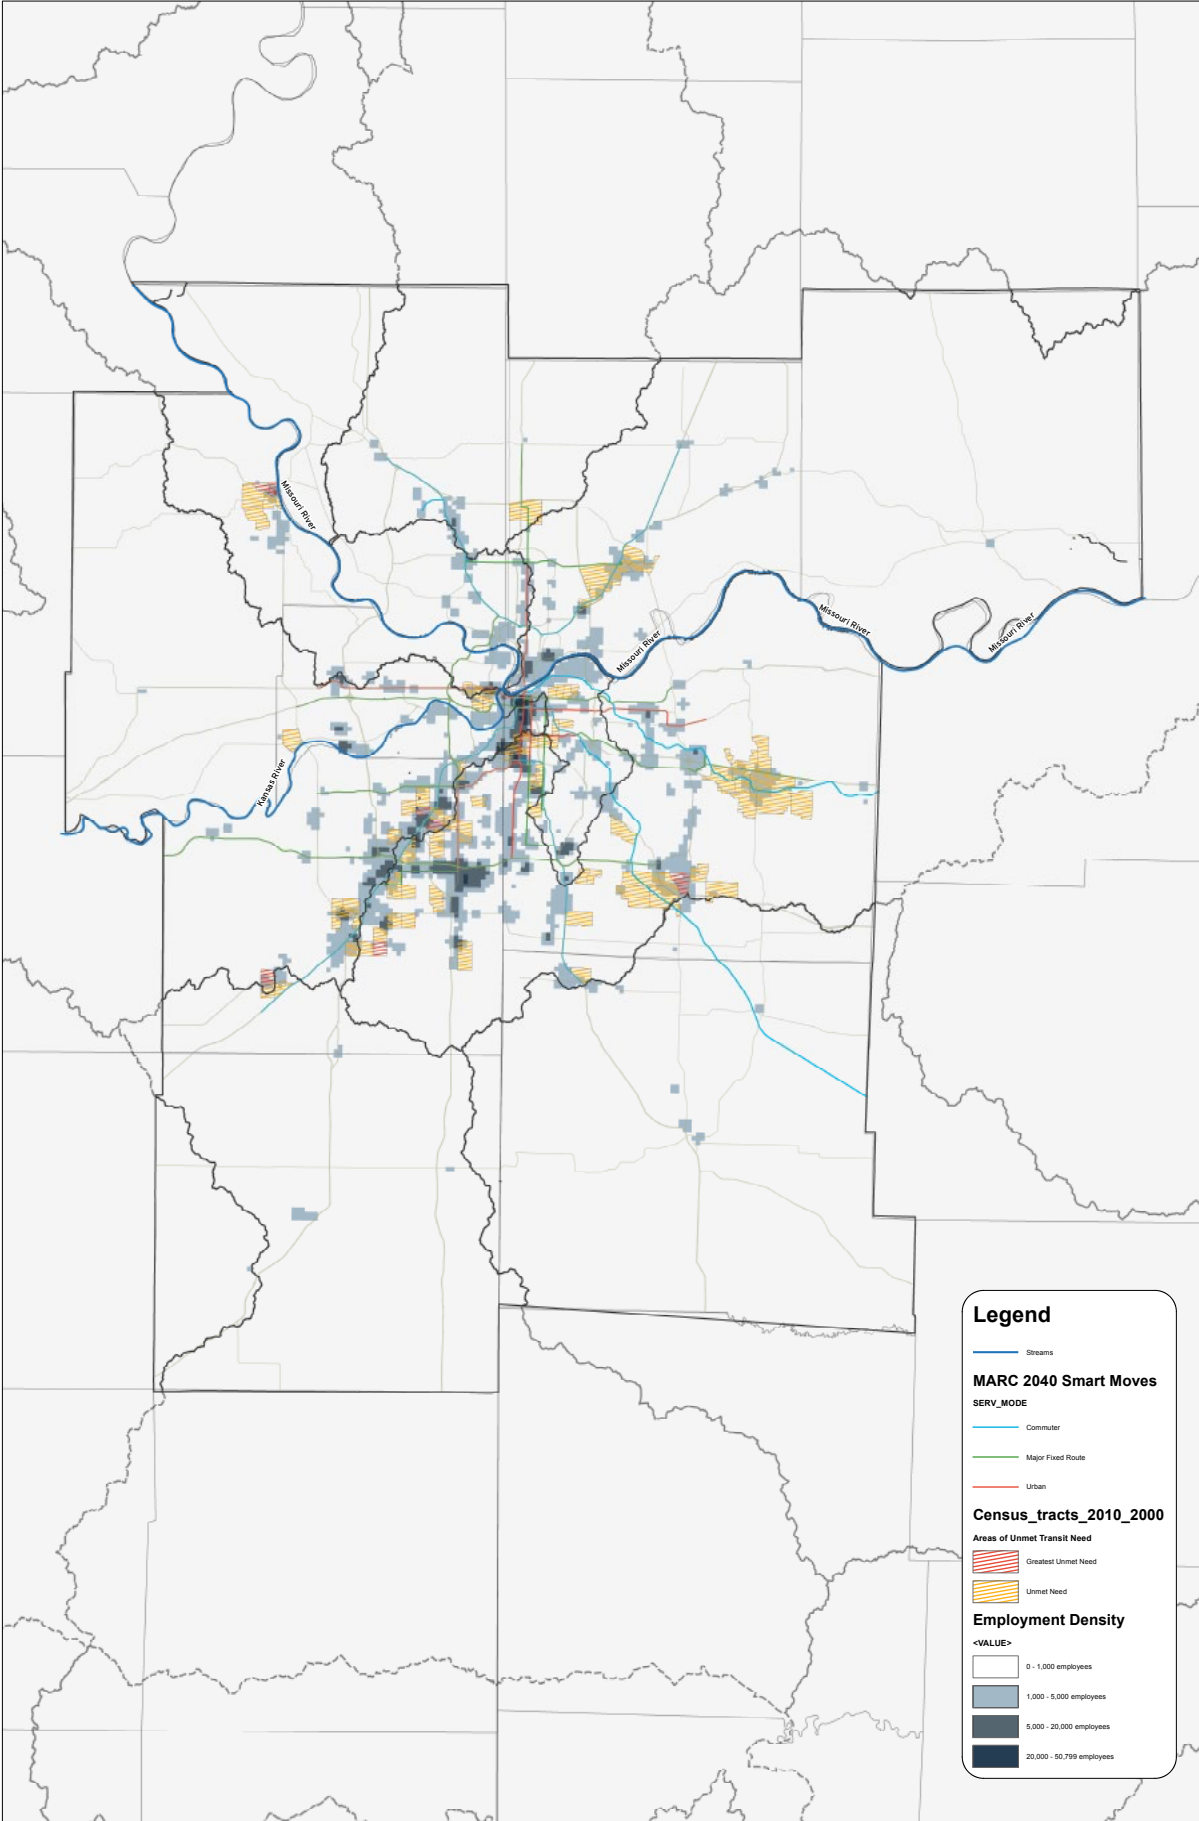 Missouri River
Missouri River
Missouri River
Missouri River
Kansas River
Legend
Streams
MARC 2040 Smart Moves
SERV_MODE
Commuter
Major Fixed Route
Urban
Census_tracts_2010_2000
Areas of Unmet Transit Need
Greatest Unmet Need
Unmet Need
Employment Density
<VALUE>
0 - 1,000 employees
1,000 - 5,000 employees
5,000 - 20,000 employees
20,000 - 50,799 employees